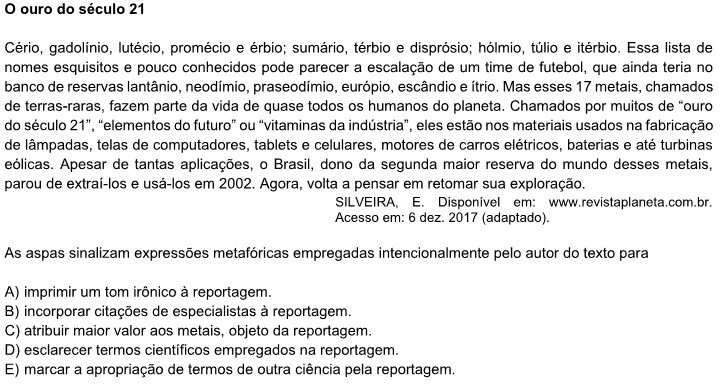 O ouro do século 21
Cério, gadolínio, lutécio, promécio e érbio; sumário, térbio e disprósio; hólmio, túlio e itérbio. Essa lista de
nomes esquisitos e pouco conhecidos pode parecer a escalação de um time de futebol, que ainda teria no
banco de reservas lantânio, neodímio, praseodímio, európio, escândio e ítrio. Mas esses 17 metais, chamados
de terras-raras, fazem parte da vida de quase todos os humanos do planeta. Chamados por muitos de “ouro
do século 21”, “elementos do futuro” ou “vitaminas da indústria”, eles estão nos materiais usados na fabricação
de lâmpadas, telas de computadores, tablets e celulares, motores de carros elétricos, baterias e até turbinas
eólicas. Apesar de tantas aplicações, o Brasil, dono da segunda maior reserva do mundo desses metais,
parou de extraí-los e usá-los em 2002. Agora, volta a pensar em retomar sua exploração.
SILVEIRA, E. Disponível em: www.revistaplaneta.com.br.
Acesso em: 6 dez. 2017 (adaptado).
As aspas sinalizam expressões metafóricas empregadas intencionalmente pelo autor do texto para
A) imprimir um tom irônico à reportagem.
B) incorporar citações de especialistas à reportagem.
C) atribuir maior valor aos metais, objeto da reportagem.
D) esclarecer termos científicos empregados na reportagem.
E) marcar a apropriação de termos de outra ciência pela reportagem.